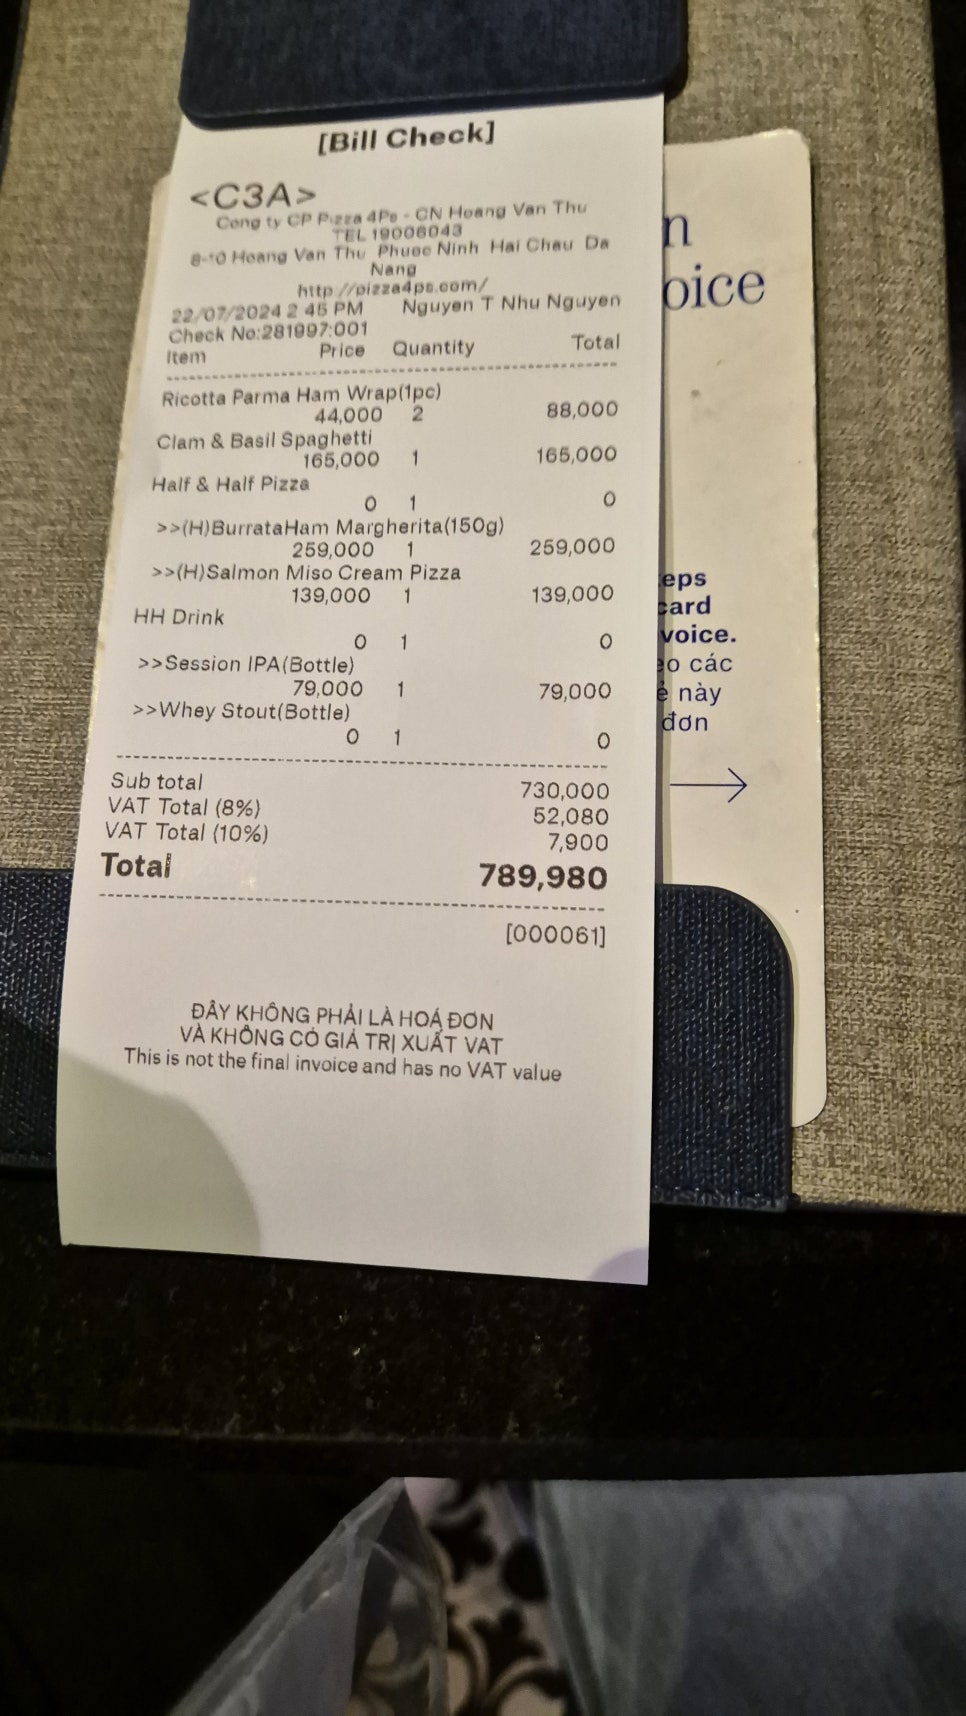 [Bill Check]
<C3A>
Cong ty CP Pizza 4Ps - CN Hoang Van Thu
TEL 19006043
8-10 Hoang Van Thu Phuoc Ninh Hai Chau Da
Nang
http://pizza4ps.com/
22/07/2024 2 45 PM Nguyen T Nhu Nguyen
Check No:281997:001
Item Price Quantity Total
Ricotta Parma Ham Wrap(1pc)
44,000 2 88,000
Clam & Basil Spaghetti
165,000 1 165,000
Half & Half Pizza
0 1 0
>>(H)BurrataHam Margherita(150g)
259,000 1 259,000
>>(H)Salmon Miso Cream Pizza
139,000 1 139,000
HH Drink
0 1 0
>>Session IPA(Bottle)
79,000 1 79,000
>>Whey Stout(Bottle)
0 1 0
Sub total 730,000
VAT Total (8%) 52,080
VAT Total (10%) 7,900
Total 789,980
[000061]
ĐÂY KHÔNG PHẢI LÀ HOÁ ĐƠN
VÀ KHÔNG CÓ GIÁ TRỊ XUẤT VAT
This is not the final invoice and has no VAT value
n
oice
eps
card
voice.
eo các
ẻ này
đơn